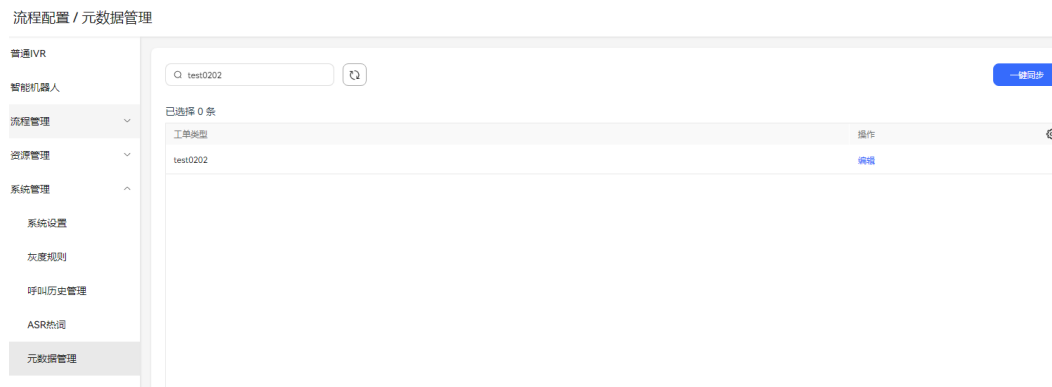 流程配置 / 元数据管理
普通IVR
智能机器人
流程管理
资源管理
系统管理
系统设置
灰度规则
呼叫历史管理
ASR热词
元数据管理
test0202
一键同步
已选择 0 条
工单类型 操作
test0202 编辑